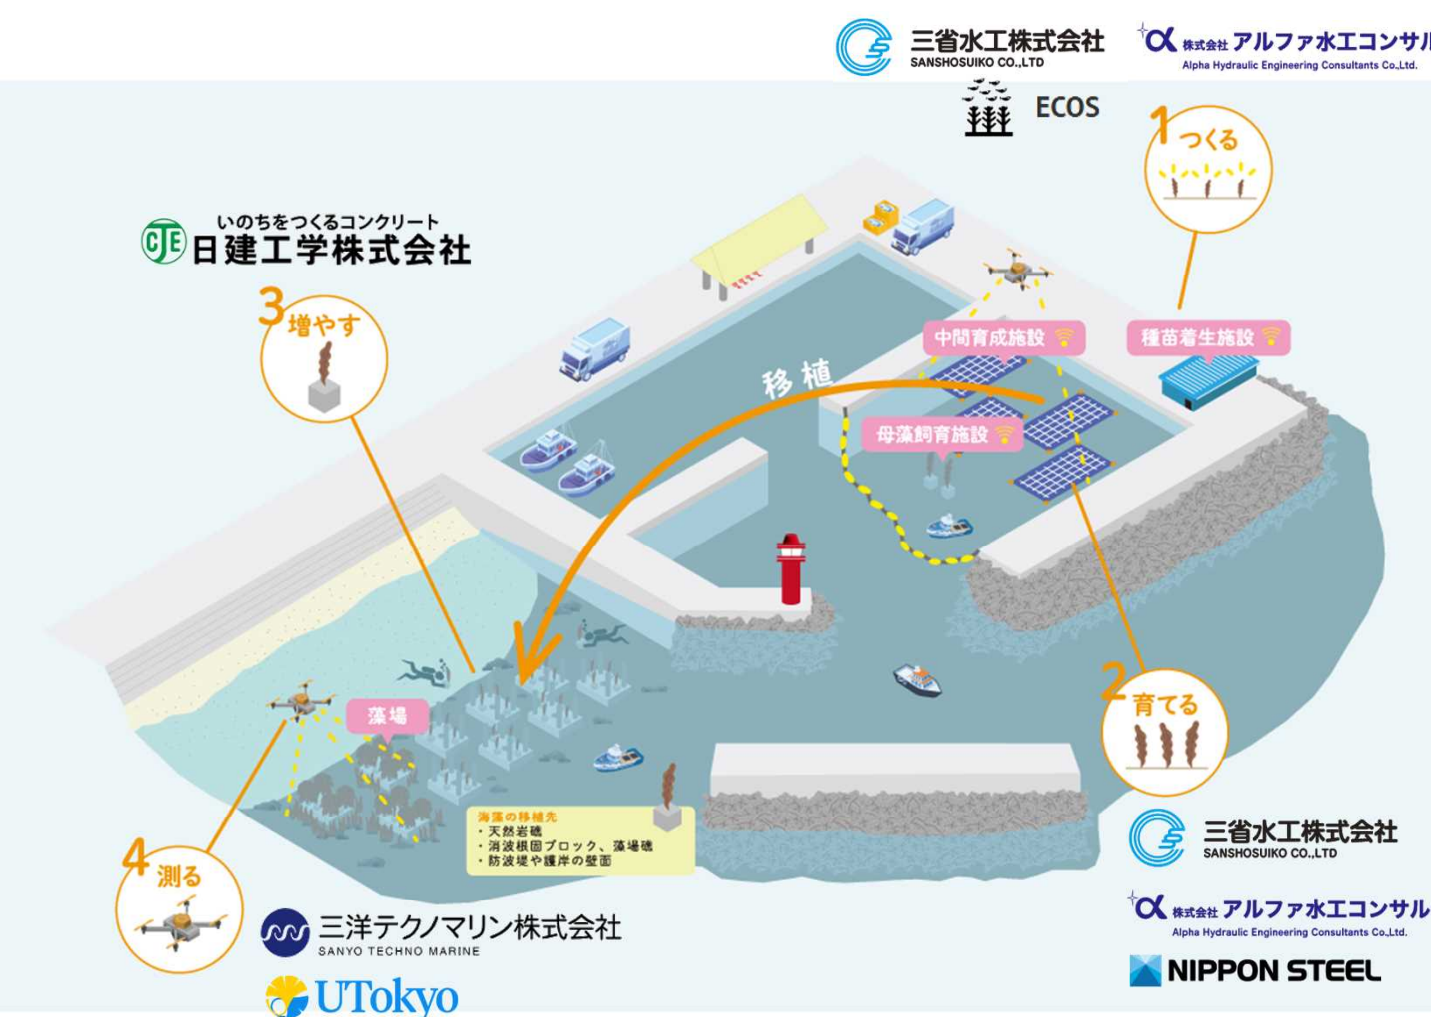 三省水工株式会社
SANSHOSUIKO CO.,LTD
α 株式会社 アルファ水工コンサル
Alpha Hydraulic Engineering Consultants Co.,Ltd.
ECOS
1
つくる
いのちをつくるコンクリート
CJE 日建工学株式会社
3
増やす
中間育成施設
種苗着生施設
移植
母藻飼育施設
藻場
2
育てる
海藻の移植先
・天然岩礁
・消波根固ブロック、藻場礁
・防波堤や護岸の壁面
4
測る
三洋テクノマリン株式会社
SANYO TECHNO MARINE
UTokyo
三省水工株式会社
SANSHOSUIKO CO.,LTD
α 株式会社 アルファ水工コンサル
Alpha Hydraulic Engineering Consultants Co.,Ltd.
NIPPON STEEL